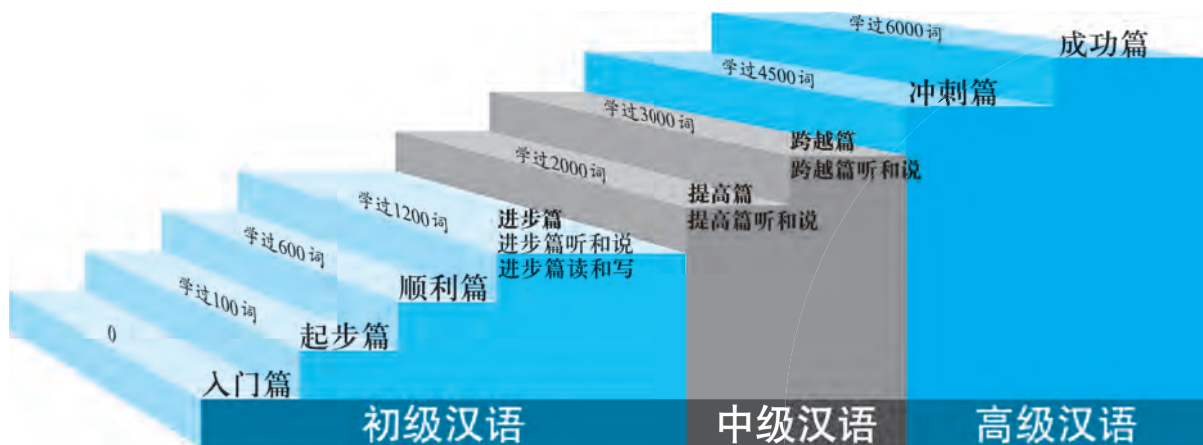 学过6000词
成功篇
学过4500词
冲刺篇
学过3000词
跨越篇
跨越篇听和说
学过2000词
提高篇
提高篇听和说
学过1200词
进步篇
进步篇听和说
进步篇读和写
学过600词
顺利篇
学过100词
起步篇
0
入门篇
初级汉语
中级汉语
高级汉语